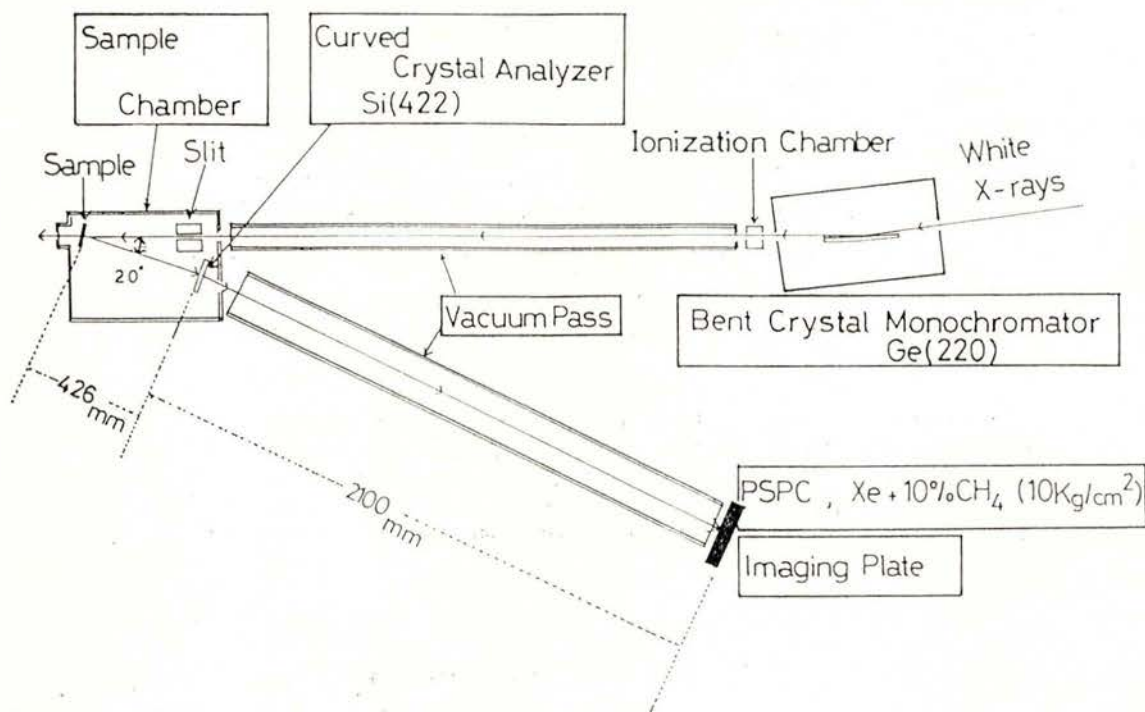 Sample
Chamber
Curved
Crystal Analyzer
Si(422)
Sample
Slit
Ionization Chamber
White
X-rays
20°
Vacuum Pass
Bent Crystal Monochromator
Ge(220)
426 mm
2100 mm
PSPC , Xe + 10%CH4 (10Kg/cm²)
Imaging Plate